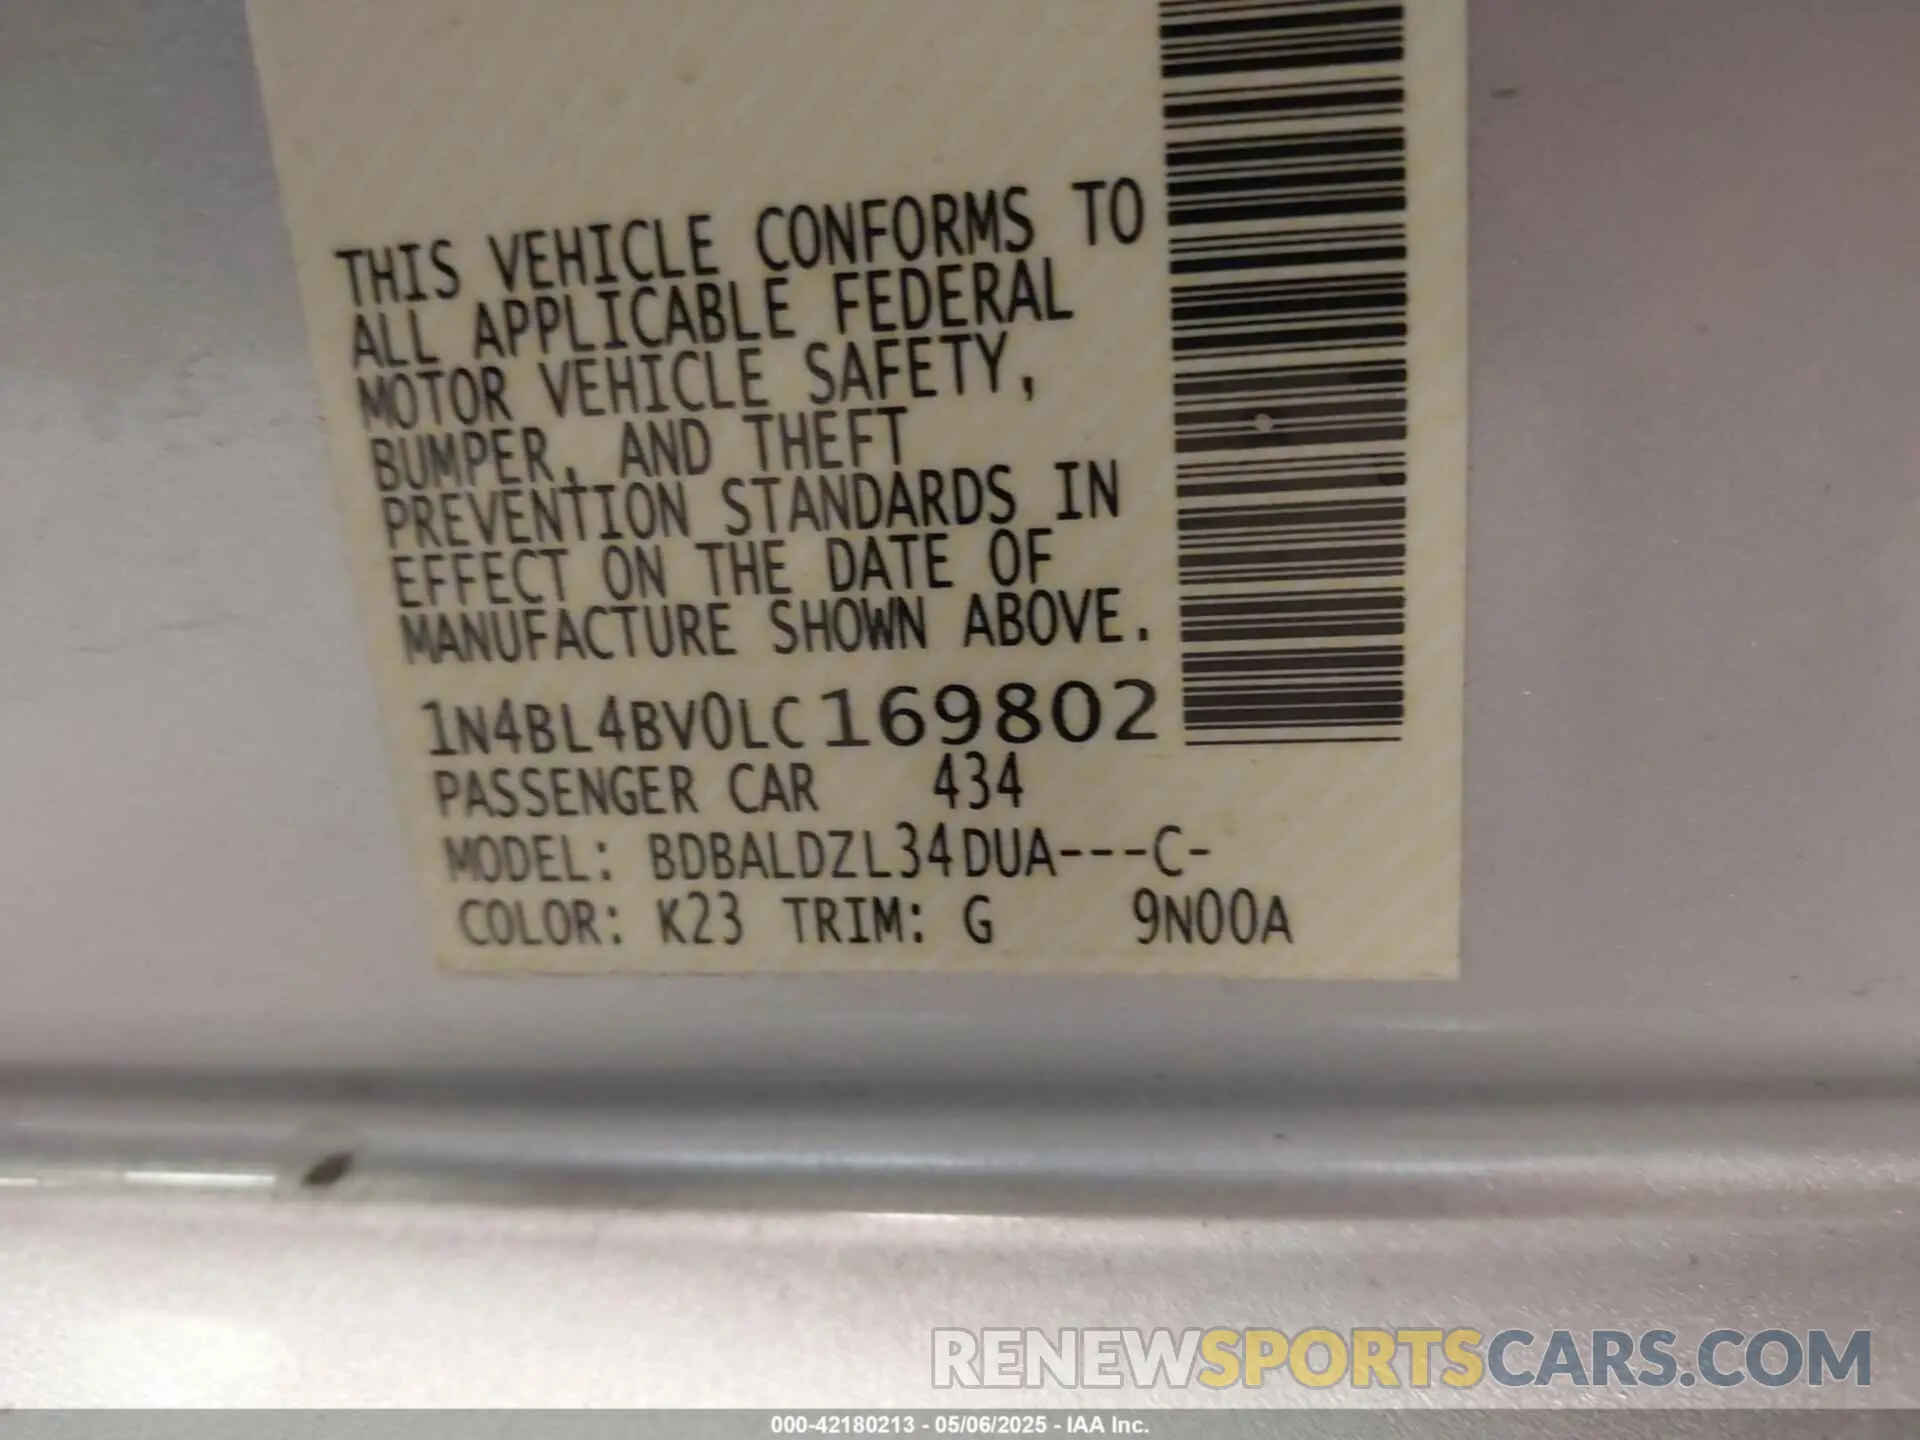 THIS VEHICLE CONFORMS TO
ALL APPLICABLE FEDERAL
MOTOR VEHICLE SAFETY,
BUMPER, AND THEFT
PREVENTION STANDARDS IN
EFFECT ON THE DATE OF
MANUFACTURE SHOWN ABOVE.
1N4BL4BV0LC169802
PASSENGER CAR 434
MODEL: BDBALDZL34DUA---C-
COLOR: K23 TRIM: G 9N00A
RENEWSPORTSCARS.COM
000-42180213 - 05/06/2025 - IAA Inc.